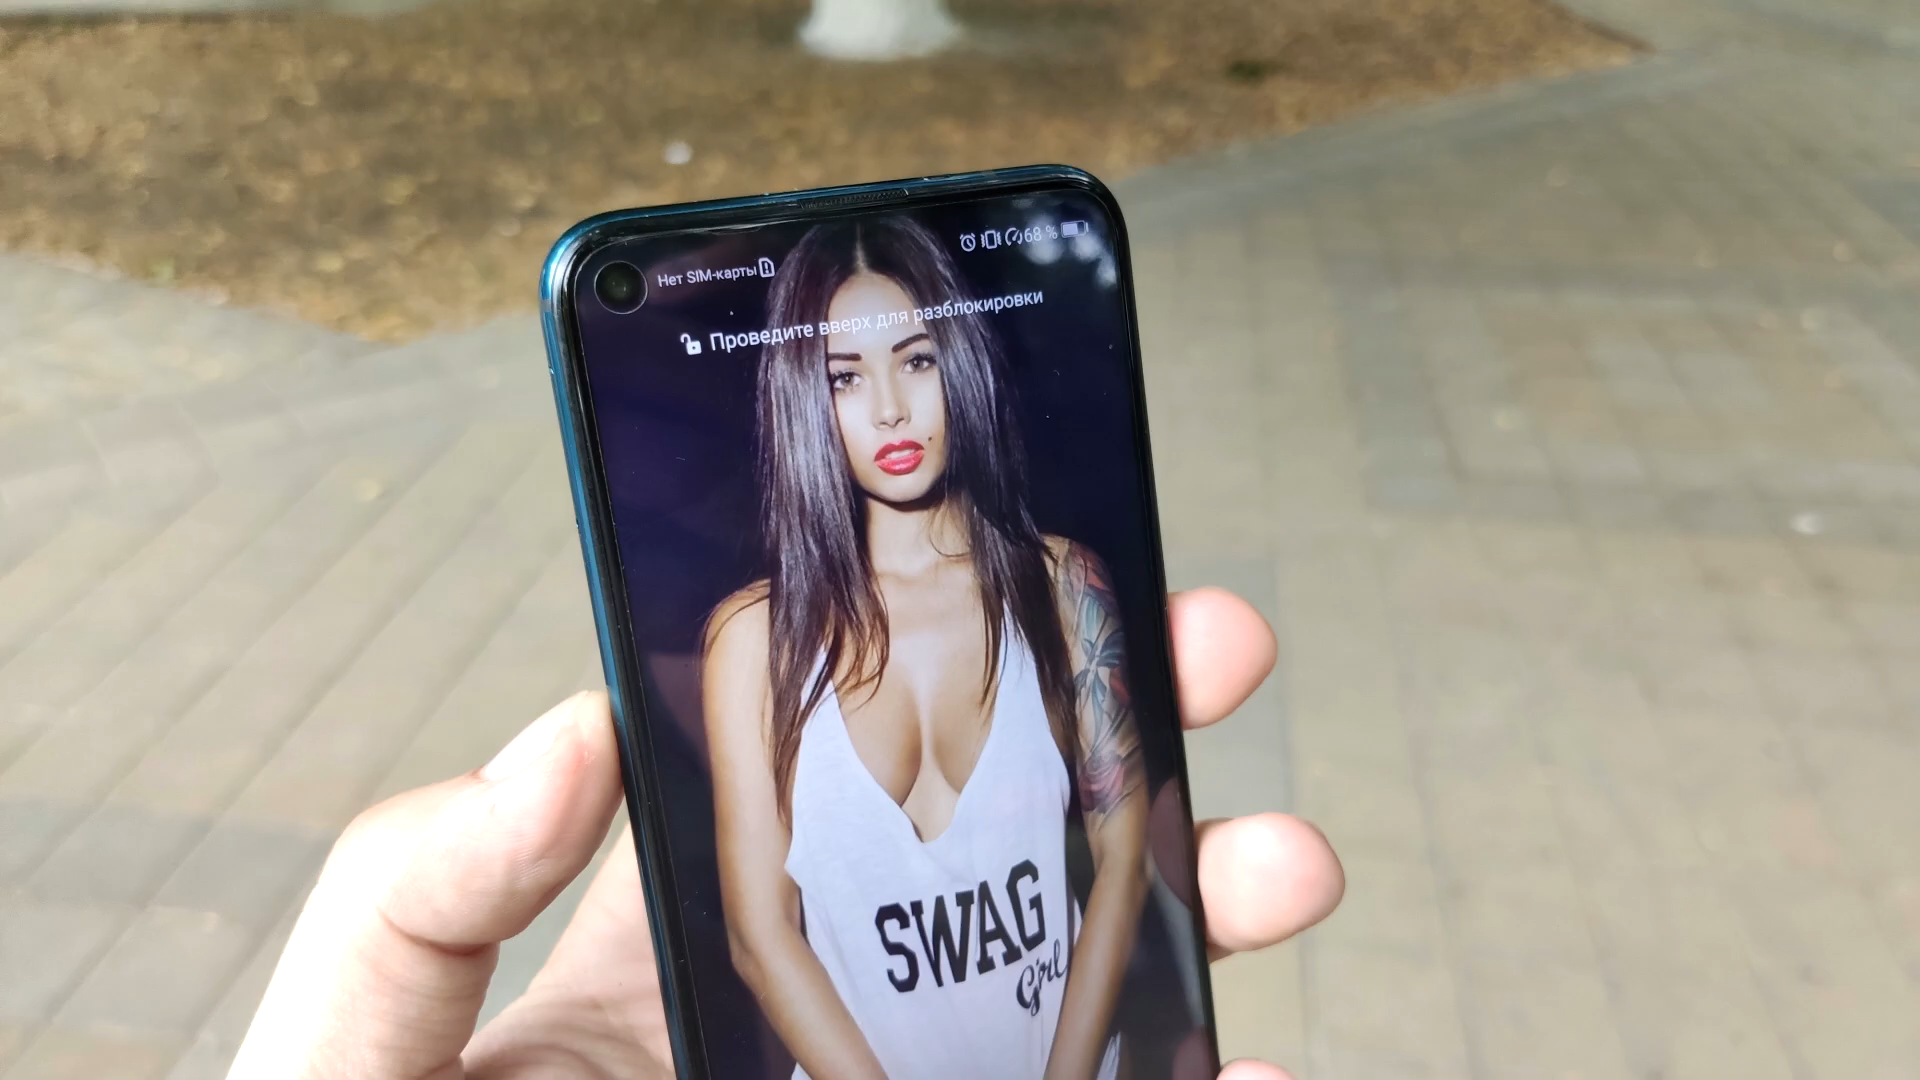 Нет SIM-карты
68 %
Проведите вверх для разблокировки
SWAG
Girl